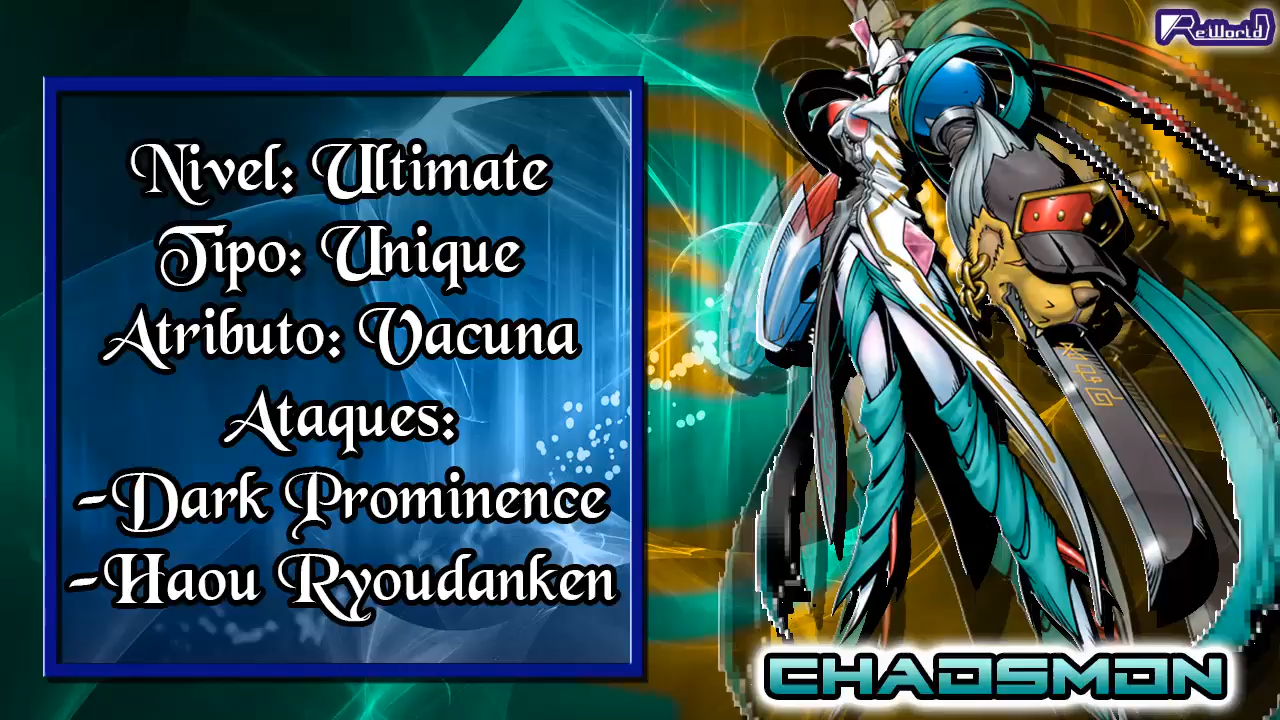 ReWorld
Nivel: Ultimate
Tipo: Unique
Atributo: Vacuna
Ataques:
-Dark Prominence
-Haou Ryoudanken
CHAOSMON